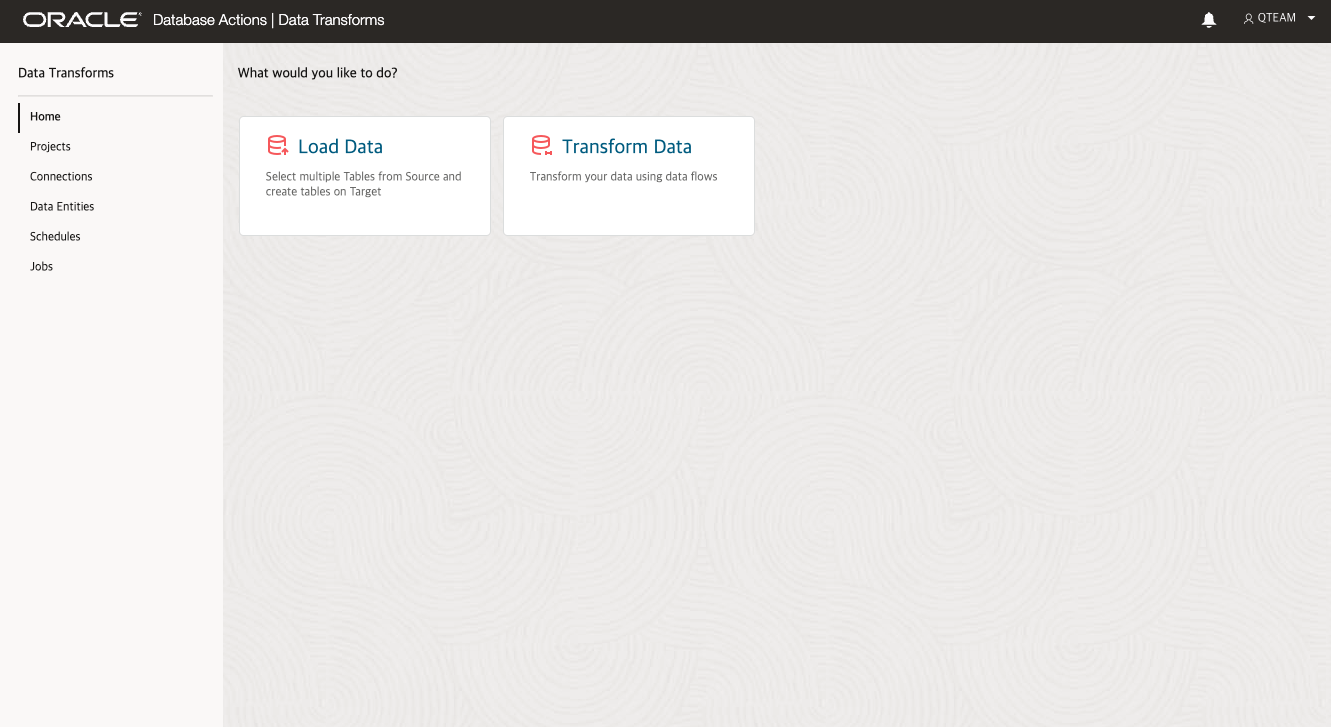 ORACLE® Database Actions | Data Transforms
QTEAM
Data Transforms
Home
Projects
Connections
Data Entities
Schedules
Jobs
What would you like to do?
Load Data
Select multiple Tables from Source and
create tables on Target
Transform Data
Transform your data using data flows